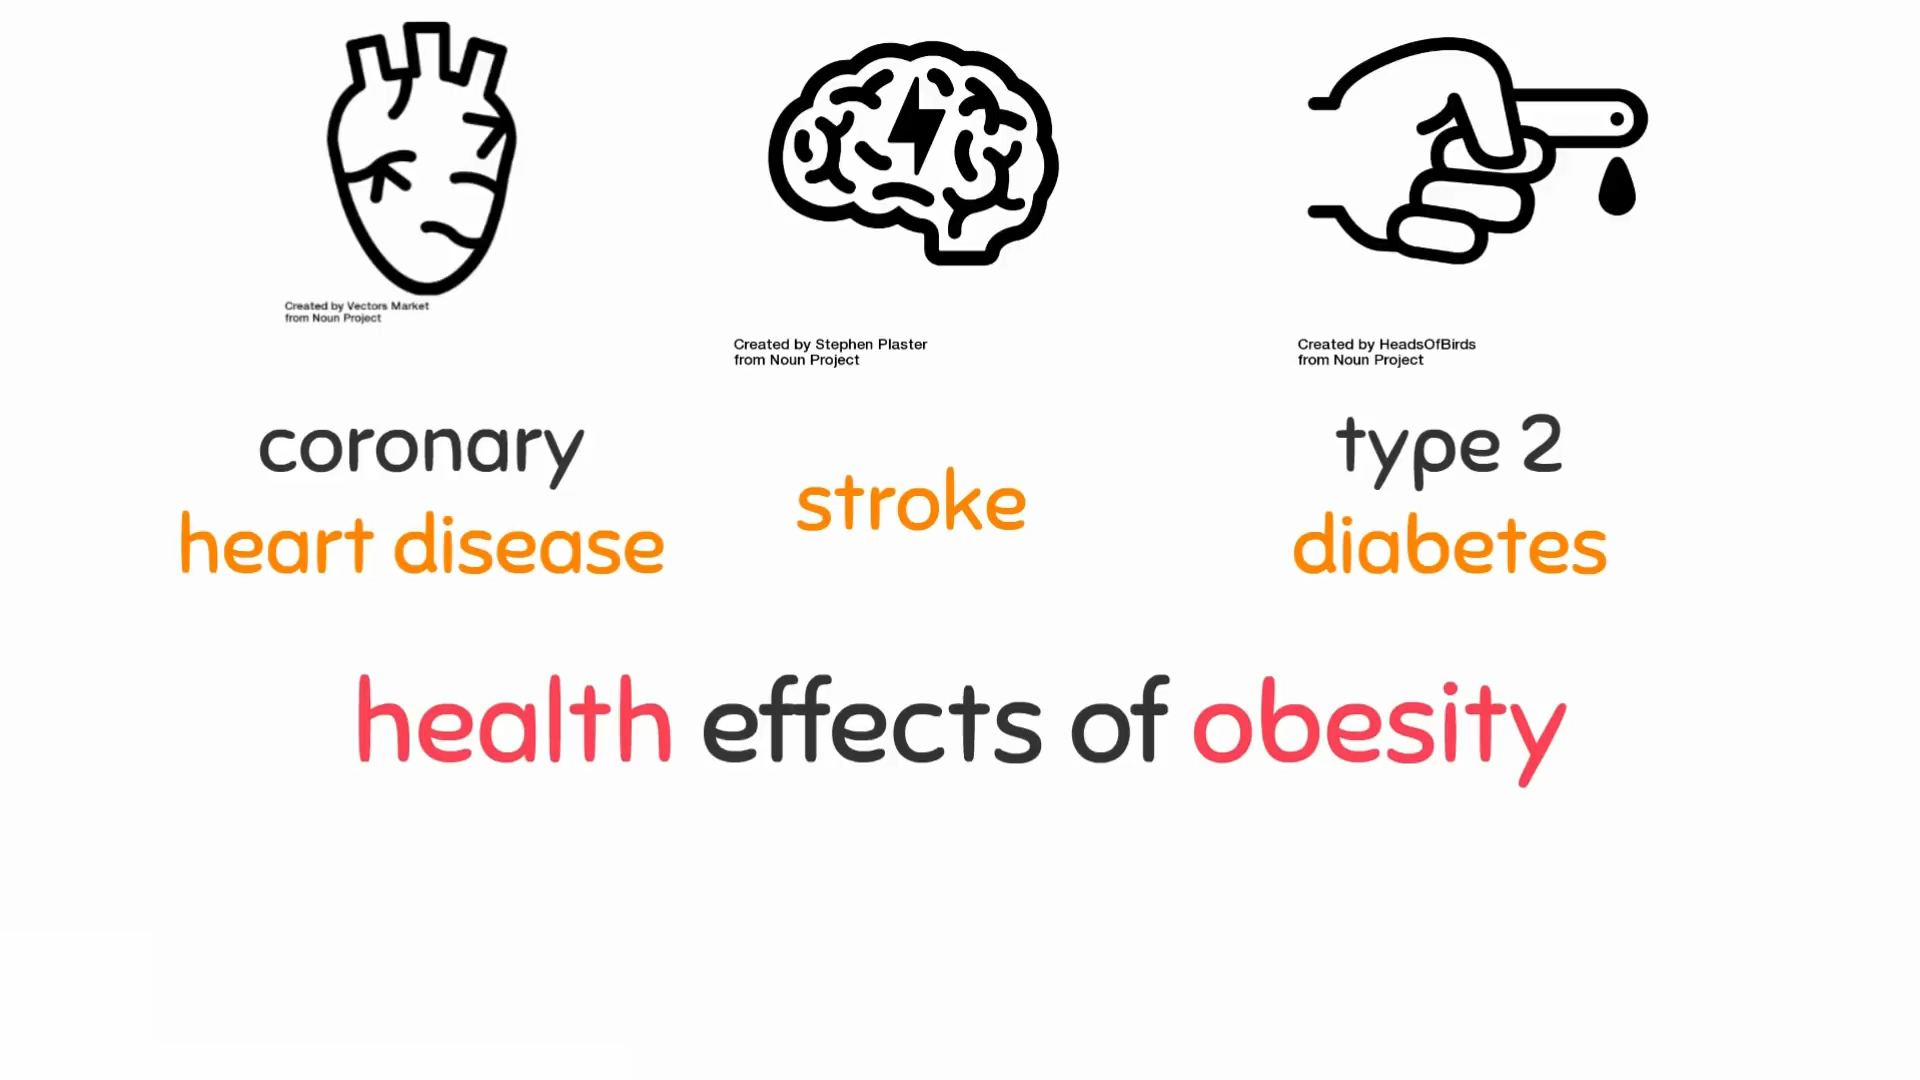 Created by Vectors Market
from Noun Project
Created by Stephen Plaster
from Noun Project
Created by HeadsOfBirds
from Noun Project
coronary
heart disease
stroke
type 2
diabetes
health effects of obesity